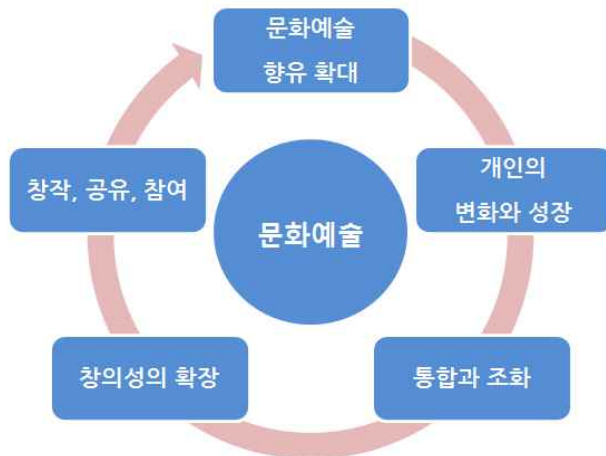 문화예술
향유 확대
개인의
변화와 성장
통합과 조화
창의성의 확장
창작, 공유, 참여
문화예술